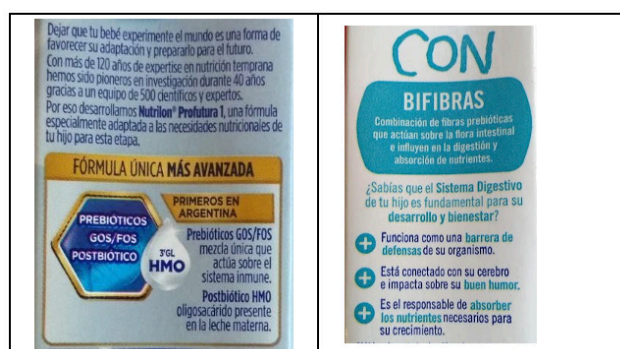 Dejar que tu bebé experimente el mundo es una forma de
favorecer su adaptación y prepararlo para el futuro.
Con más de 120 años de expertise en nutrición temprana
hemos sido pioneros en investigación durante 40 años
gracias a un equipo de 500 científicos y expertos.
Por eso desarrollamos Nutrilon® Profutura 1, una fórmula
especialmente adaptada a las necesidades nutricionales de
tu hijo para esta etapa.
FÓRMULA ÚNICA MÁS AVANZADA
PREBIÓTICOS
GOS/FOS
POSTBIÓTICO
3'GL
HMO
PRIMEROS EN
ARGENTINA
Prebióticos GOS/FOS
mezcla única que
actúa sobre el
sistema inmune.
Postbiótico HMO
oligosacárido presente
en la leche materna.
CON
BIFIBRAS
Combinación de fibras prebióticas
que actúan sobre la flora intestinal
e influyen en la digestión y
absorción de nutrientes.
¿Sabías que el Sistema Digestivo
de tu hijo es fundamental para su
desarrollo y bienestar?
Funciona como una barrera de
defensas de su organismo.
Está conectado con su cerebro
e impacta sobre su buen humor.
Es el responsable de absorber
los nutrientes necesarios para
su crecimiento.